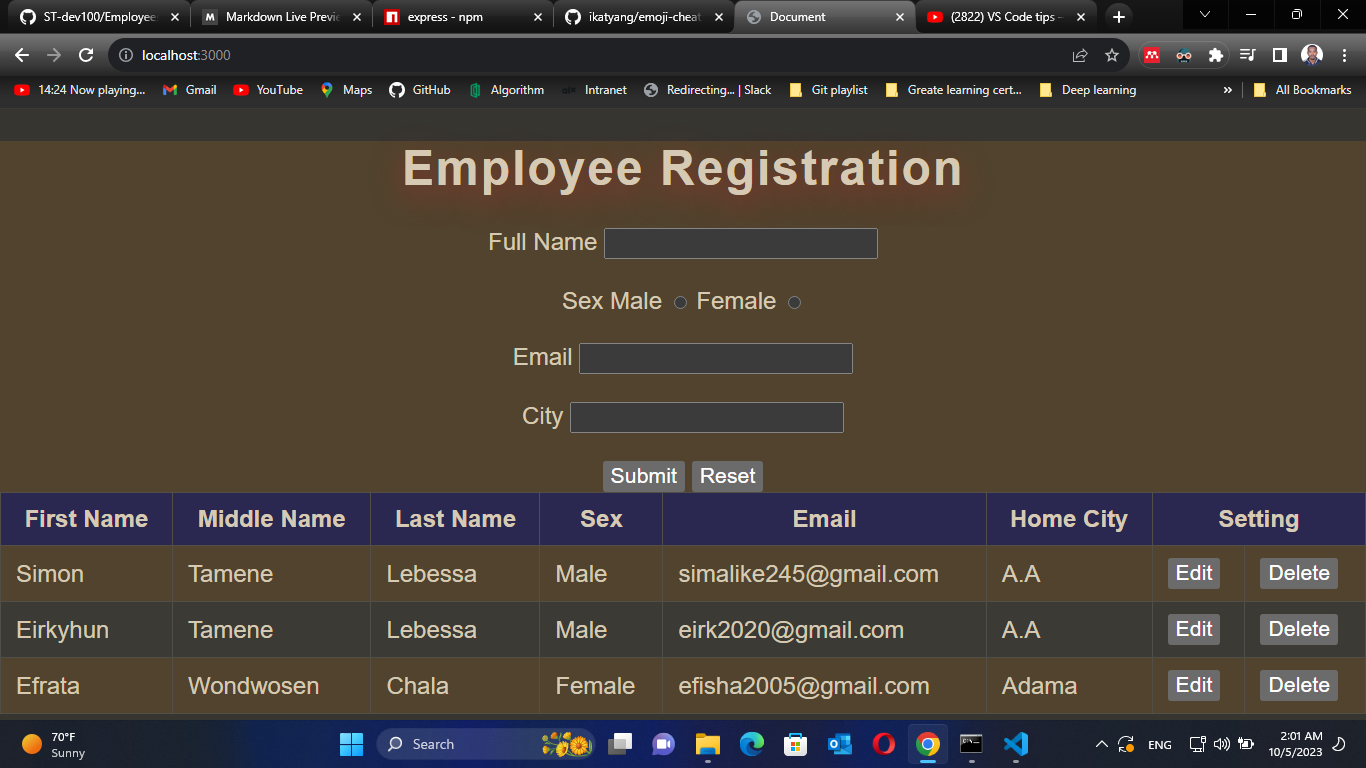 ST-dev100/Employee
Markdown Live Previe
express - npm
ikatyang/emoji-cheat
Document
(2822) VS Code tips -
localhost:3000
14:24 Now playing... Gmail YouTube Maps GitHub Algorithm Intranet Redirecting... | Slack Git playlist Greate learning cert... Deep learning » All Bookmarks
Employee Registration
Full Name
Sex Male Female
Email
City
Submit Reset
First Name Middle Name Last Name Sex Email Home City Setting
Simon Tamene Lebessa Male simalike245@gmail.com A.A Edit Delete
Eirkyhun Tamene Lebessa Male eirk2020@gmail.com A.A Edit Delete
Efrata Wondwosen Chala Female efisha2005@gmail.com Adama Edit Delete
70°F
Sunny
Search
ENG
2:01 AM
10/5/2023